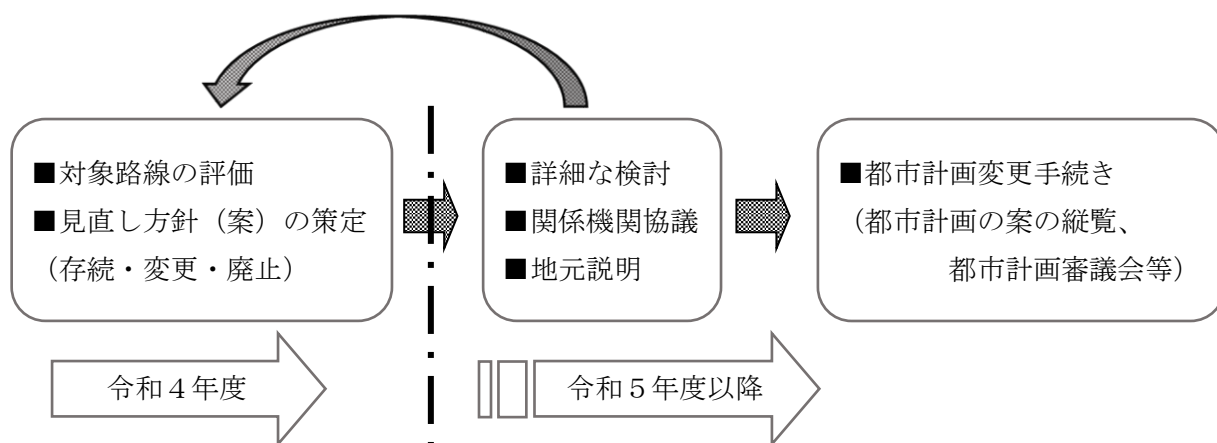 ■対象路線の評価
■見直し方針（案）の策定
（存続・変更・廃止）
■詳細な検討
■関係機関協議
■地元説明
■都市計画変更手続き
（都市計画の案の縦覧、
都市計画審議会等）
令和４年度
令和５年度以降